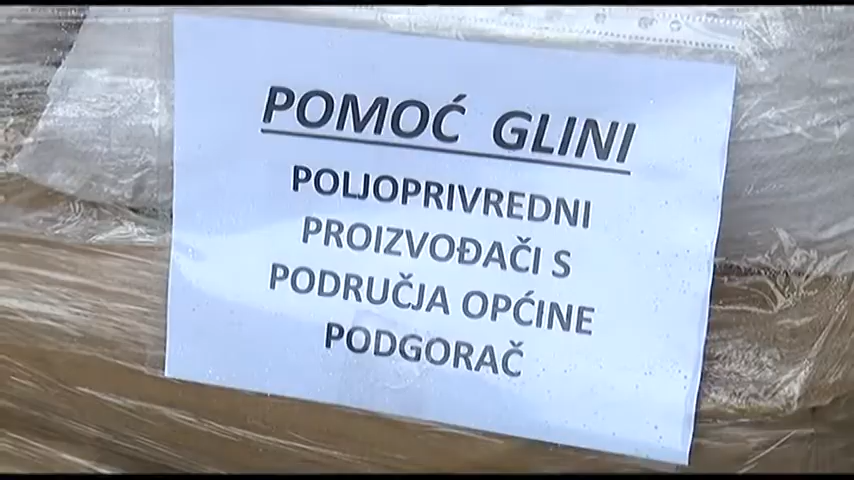 POMOĆ GLINI
POLJOPRIVREDNI
PROIZVOĐAČI S
PODRUČJA OPĆINE
PODGORAČ